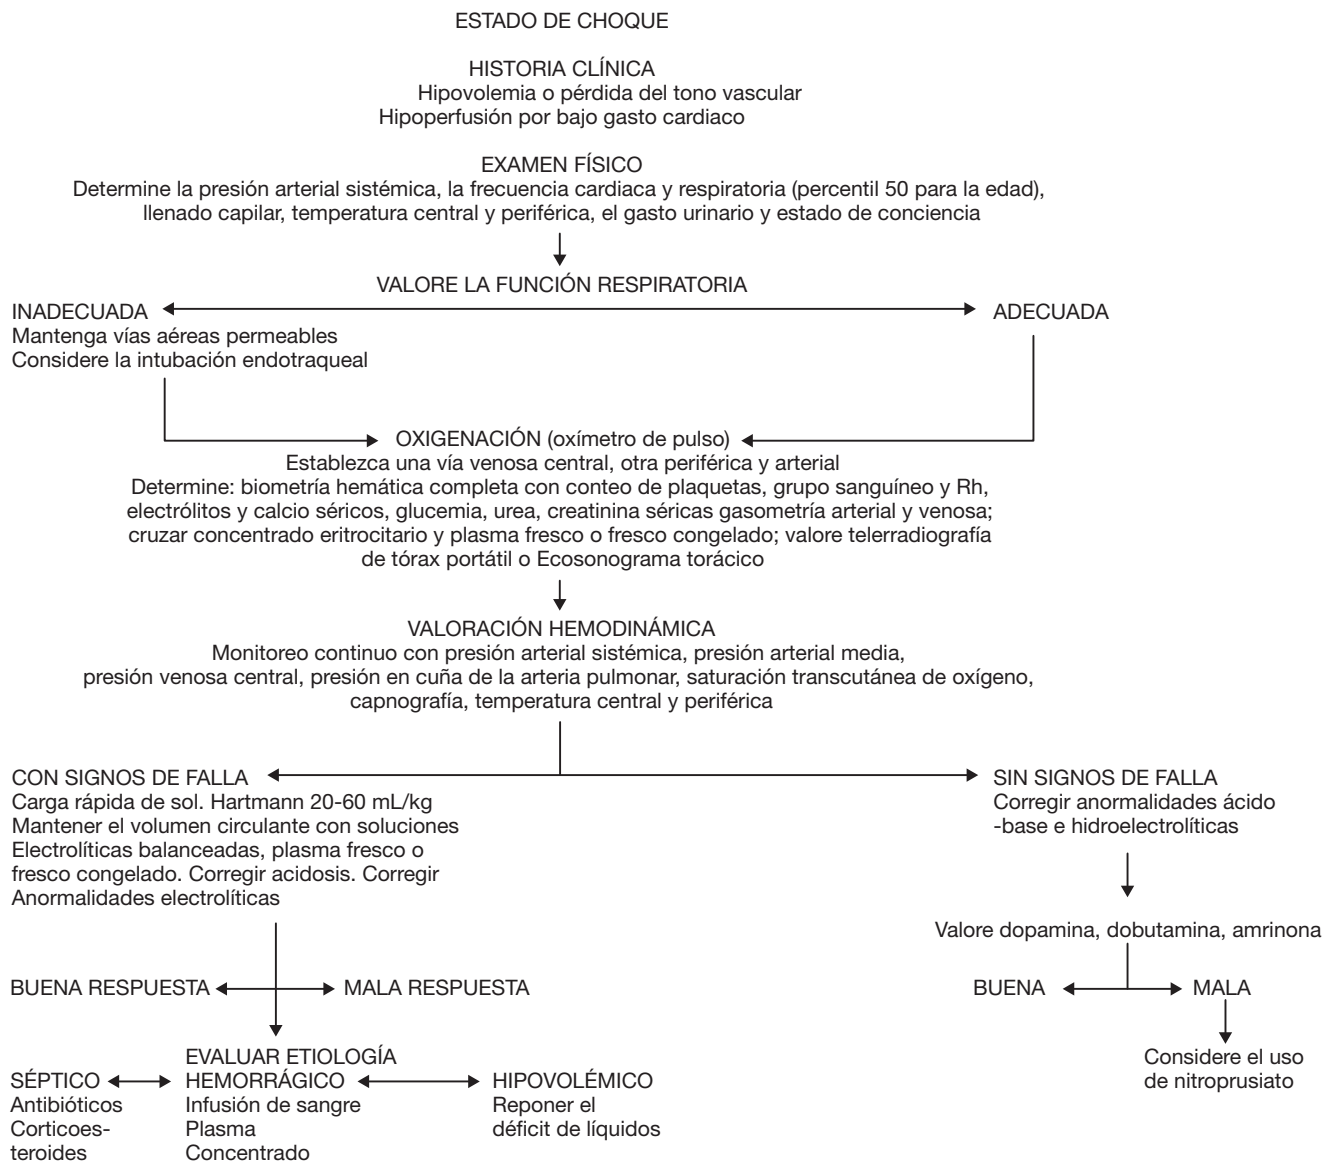 ESTADO DE CHOQUE
HISTORIA CLÍNICA
Hipovolemia o pérdida del tono vascular
Hipoperfusión por bajo gasto cardiaco
EXAMEN FÍSICO
Determine la presión arterial sistémica, la frecuencia cardiaca y respiratoria (percentil 50 para la edad),
llenado capilar, temperatura central y periférica, el gasto urinario y estado de conciencia
VALORE LA FUNCIÓN RESPIRATORIA
INADECUADA
Mantenga vías aéreas permeables
Considere la intubación endotraqueal
ADECUADA
OXIGENACIÓN (oxímetro de pulso)
Establezca una vía venosa central, otra periférica y arterial
Determine: biometría hemática completa con conteo de plaquetas, grupo sanguíneo y Rh,
electrólitos y calcio séricos, glucemia, urea, creatinina séricas gasometría arterial y venosa;
cruzar concentrado eritrocitario y plasma fresco o fresco congelado; valore telerradiografía
de tórax portátil o Ecosonograma torácico
VALORACIÓN HEMODINÁMICA
Monitoreo continuo con presión arterial sistémica, presión arterial media,
presión venosa central, presión en cuña de la arteria pulmonar, saturación transcutánea de oxígeno,
capnografía, temperatura central y periférica
CON SIGNOS DE FALLA
Carga rápida de sol. Hartmann 20-60 mL/kg
Mantener el volumen circulante con soluciones
Electrolíticas balanceadas, plasma fresco o
fresco congelado. Corregir acidosis. Corregir
Anormalidades electrolíticas
SIN SIGNOS DE FALLA
Corregir anormalidades ácido
-base e hidroelectrolíticas
Valore dopamina, dobutamina, amrinona
BUENA RESPUESTA
MALA RESPUESTA
BUENA
MALA
Considere el uso
de nitroprusiato
EVALUAR ETIOLOGÍA
SÉPTICO
Antibióticos
Corticoes-
teroides
HEMORRÁGICO
Infusión de sangre
Plasma
Concentrado
HIPOVOLÉMICO
Reponer el
déficit de líquidos